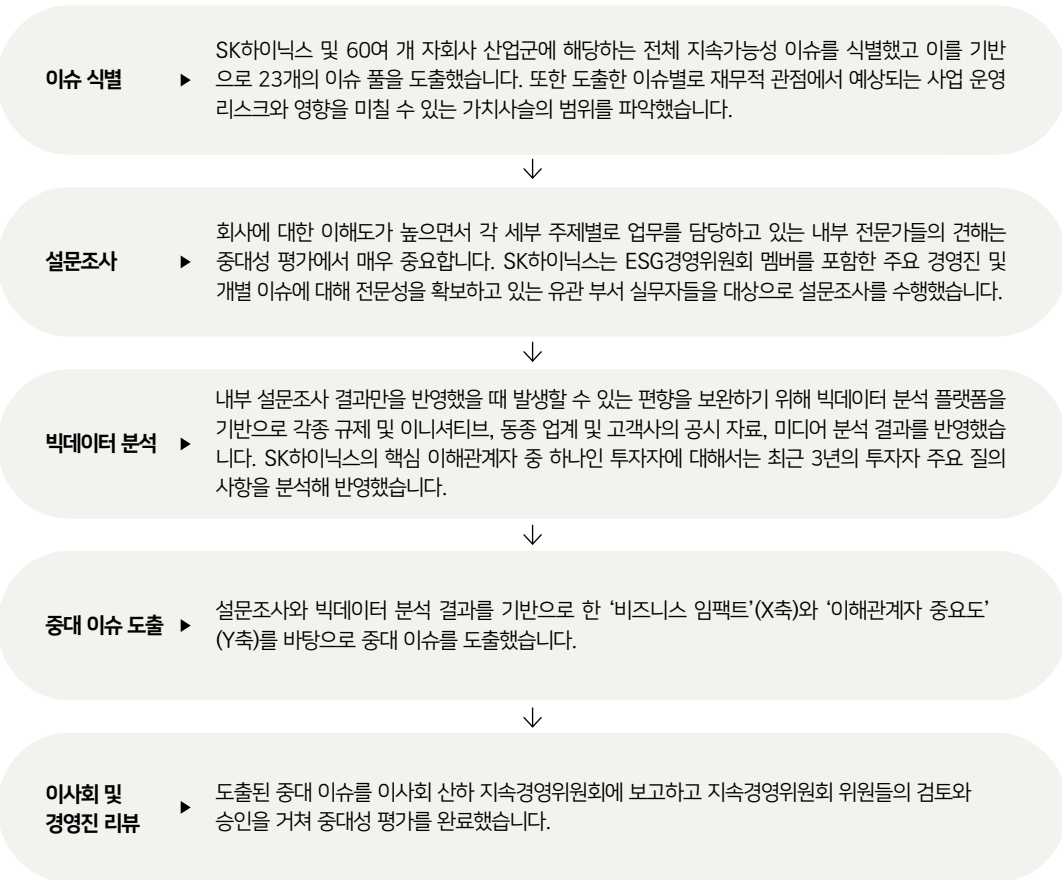 이슈 식별 ▶
SK하이닉스 및 60여 개 자회사 산업군에 해당하는 전체 지속가능성 이슈를 식별했고 이를 기반
으로 23개의 이슈 풀을 도출했습니다. 또한 도출한 이슈별로 재무적 관점에서 예상되는 사업 운영
리스크와 영향을 미칠 수 있는 가치사슬의 범위를 파악했습니다.
↓
설문조사 ▶
회사에 대한 이해도가 높으면서 각 세부 주제별로 업무를 담당하고 있는 내부 전문가들의 견해는
중대성 평가에서 매우 중요합니다. SK하이닉스는 ESG경영위원회 멤버를 포함한 주요 경영진 및
개별 이슈에 대해 전문성을 확보하고 있는 유관 부서 실무자들을 대상으로 설문조사를 수행했습니다.
↓
빅데이터 분석 ▶
내부 설문조사 결과만을 반영했을 때 발생할 수 있는 편향을 보완하기 위해 빅데이터 분석 플랫폼을
기반으로 각종 규제 및 이니셔티브, 동종 업계 및 고객사의 공시 자료, 미디어 분석 결과를 반영했습
니다. SK하이닉스의 핵심 이해관계자 중 하나인 투자자에 대해서는 최근 3년의 투자자 주요 질의
사항을 분석해 반영했습니다.
↓
중대 이슈 도출 ▶
설문조사와 빅데이터 분석 결과를 기반으로 한 ‘비즈니스 임팩트’(X축)와 ‘이해관계자 중요도’
(Y축)를 바탕으로 중대 이슈를 도출했습니다.
↓
이사회 및
경영진 리뷰 ▶
도출된 중대 이슈를 이사회 산하 지속경영위원회에 보고하고 지속경영위원회 위원들의 검토와
승인을 거쳐 중대성 평가를 완료했습니다.